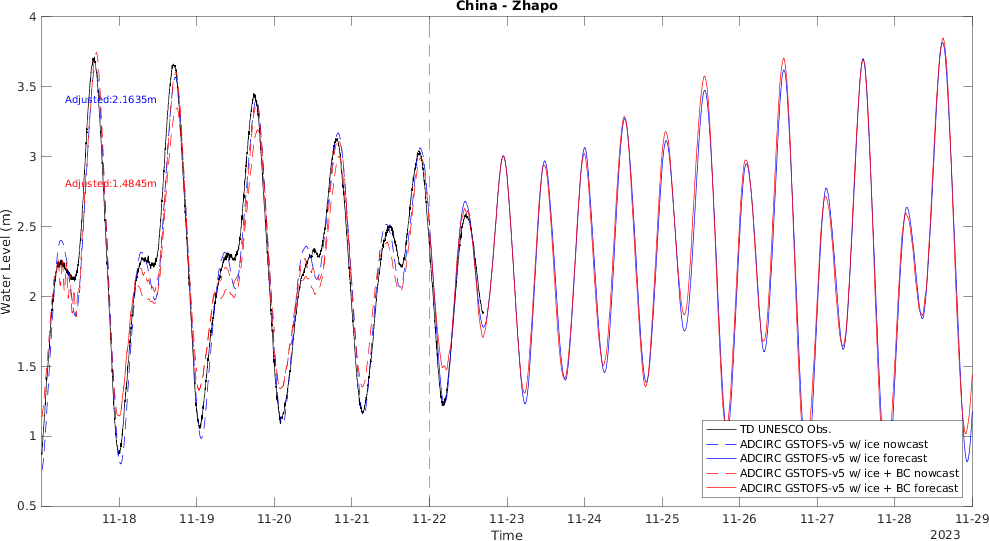 China - Zhapo
4
3.5
3
2.5
2
1.5
1
0.5
Water Level (m)
Adjusted:2.1635m
Adjusted:1.4845m
TD UNESCO Obs.
ADCIRC GSTOFS-v5 w/ ice nowcast
ADCIRC GSTOFS-v5 w/ ice forecast
ADCIRC GSTOFS-v5 w/ ice + BC nowcast
ADCIRC GSTOFS-v5 w/ ice + BC forecast
11-18 11-19 11-20 11-21 11-22 11-23 11-24 11-25 11-26 11-27 11-28 11-29
Time
2023